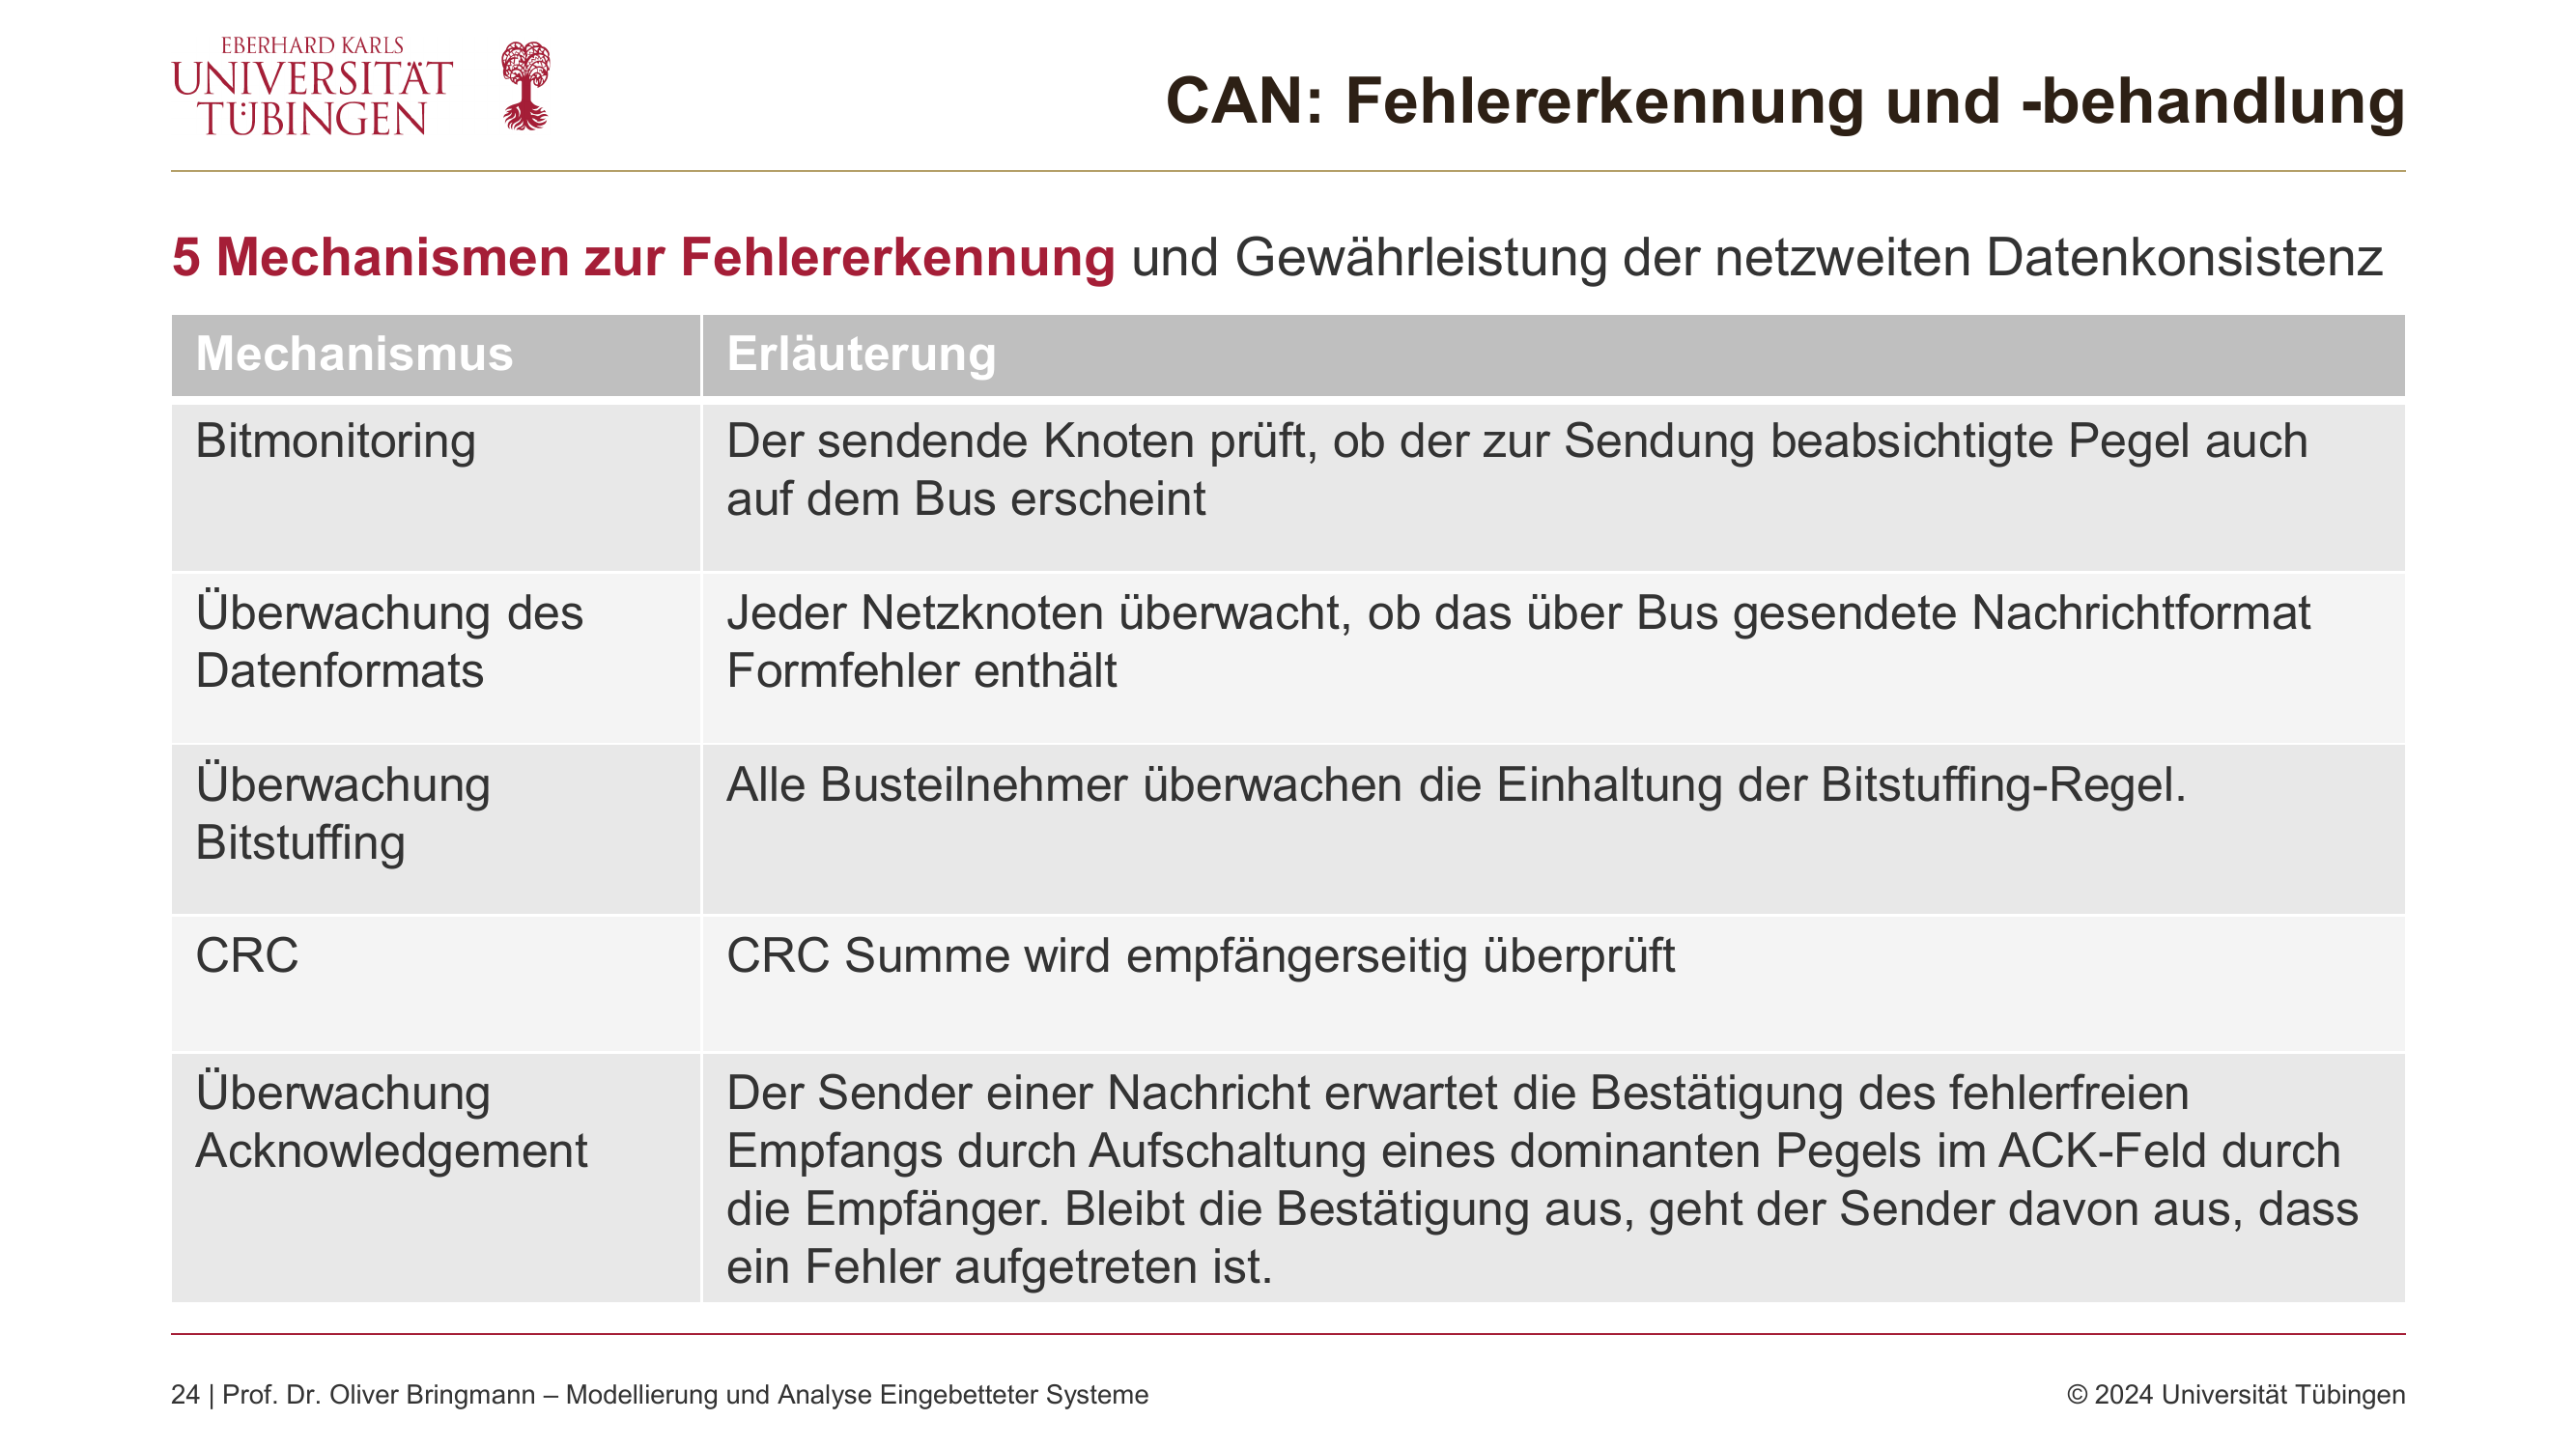 EBERHARD KARLS
UNIVERSITÄT
TÜBINGEN
CAN: Fehlererkennung und -behandlung
5 Mechanismen zur Fehlererkennung und Gewährleistung der netzweiten Datenkonsistenz
Mechanismus
Erläuterung
Bitmonitoring
Der sendende Knoten prüft, ob der zur Sendung beabsichtigte Pegel auch
auf dem Bus erscheint
Überwachung des
Datenformats
Jeder Netzknoten überwacht, ob das über Bus gesendete Nachrichtformat
Formfehler enthält
Überwachung
Bitstuffing
Alle Busteilnehmer überwachen die Einhaltung der Bitstuffing-Regel.
CRC
CRC Summe wird empfängerseitig überprüft
Überwachung
Acknowledgement
Der Sender einer Nachricht erwartet die Bestätigung des fehlerfreien
Empfangs durch Aufschaltung eines dominanten Pegels im ACK-Feld durch
die Empfänger. Bleibt die Bestätigung aus, geht der Sender davon aus, dass
ein Fehler aufgetreten ist.
24 | Prof. Dr. Oliver Bringmann – Modellierung und Analyse Eingebetteter Systeme
© 2024 Universität Tübingen